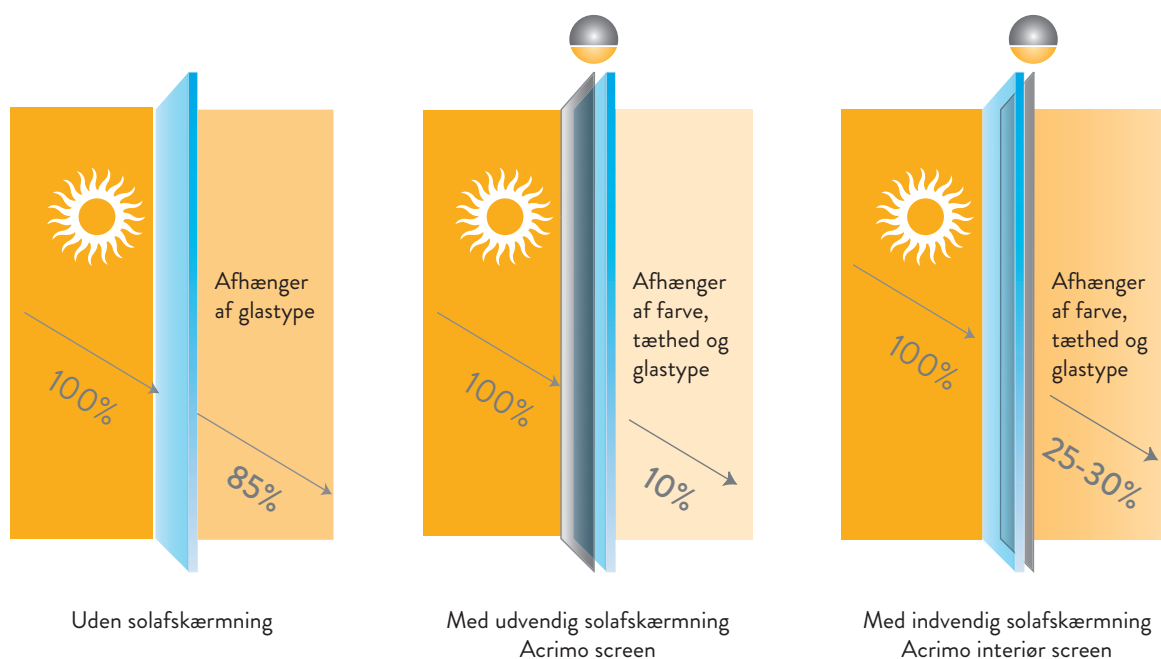 Afhænger
af glastype
100%
85%
Uden solafskærmning
Afhænger
af farve,
tæthed og
glastype
100%
10%
Med udvendig solafskærmning
Acrimo screen
Afhænger
af farve,
tæthed og
glastype
100%
25-30%
Med indvendig solafskærmning
Acrimo interiør screen